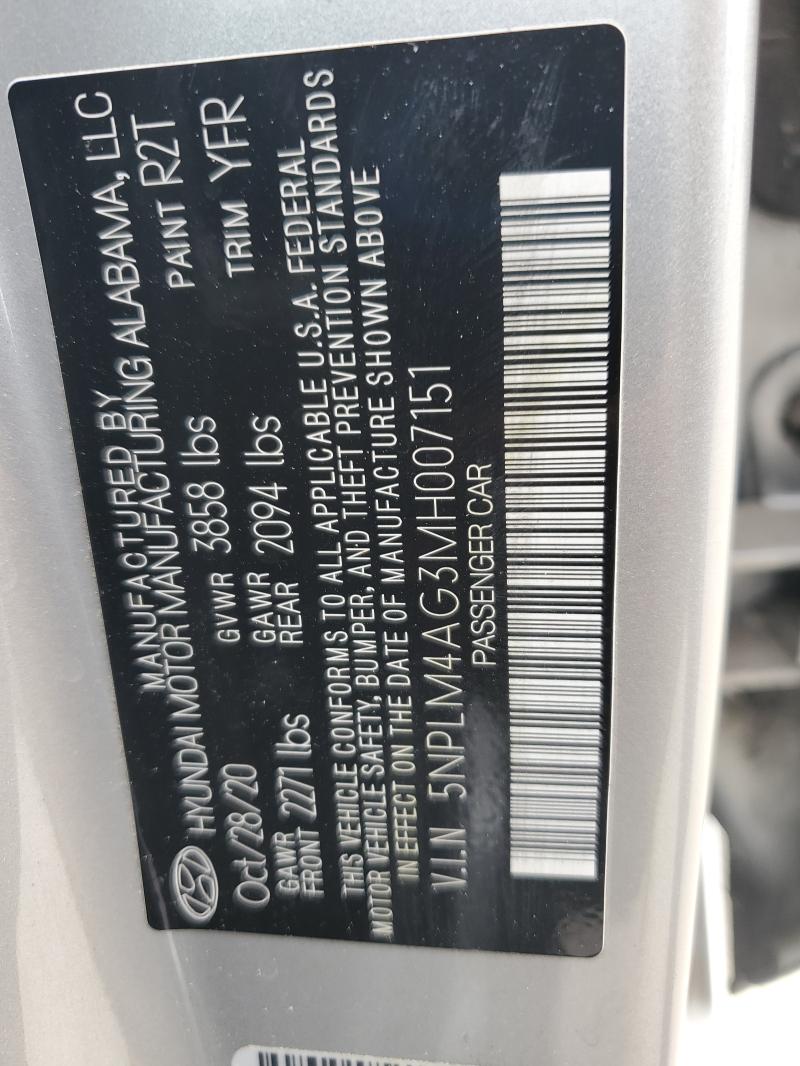 MANUFACTURED BY
HYUNDAI MOTOR MANUFACTURING ALABAMA, LLC
Oct/28/20 GVWR 3858 lbs PAINT R2T
GAWR FRONT 2271 lbs GAWR REAR 2094 lbs TRIM YFR
THIS VEHICLE CONFORMS TO ALL APPLICABLE U.S.A. FEDERAL
MOTOR VEHICLE SAFETY, BUMPER, AND THEFT PREVENTION STANDARDS
IN EFFECT ON THE DATE OF MANUFACTURE SHOWN ABOVE
V.I.N 5NPLM4AG3MH007151
PASSENGER CAR